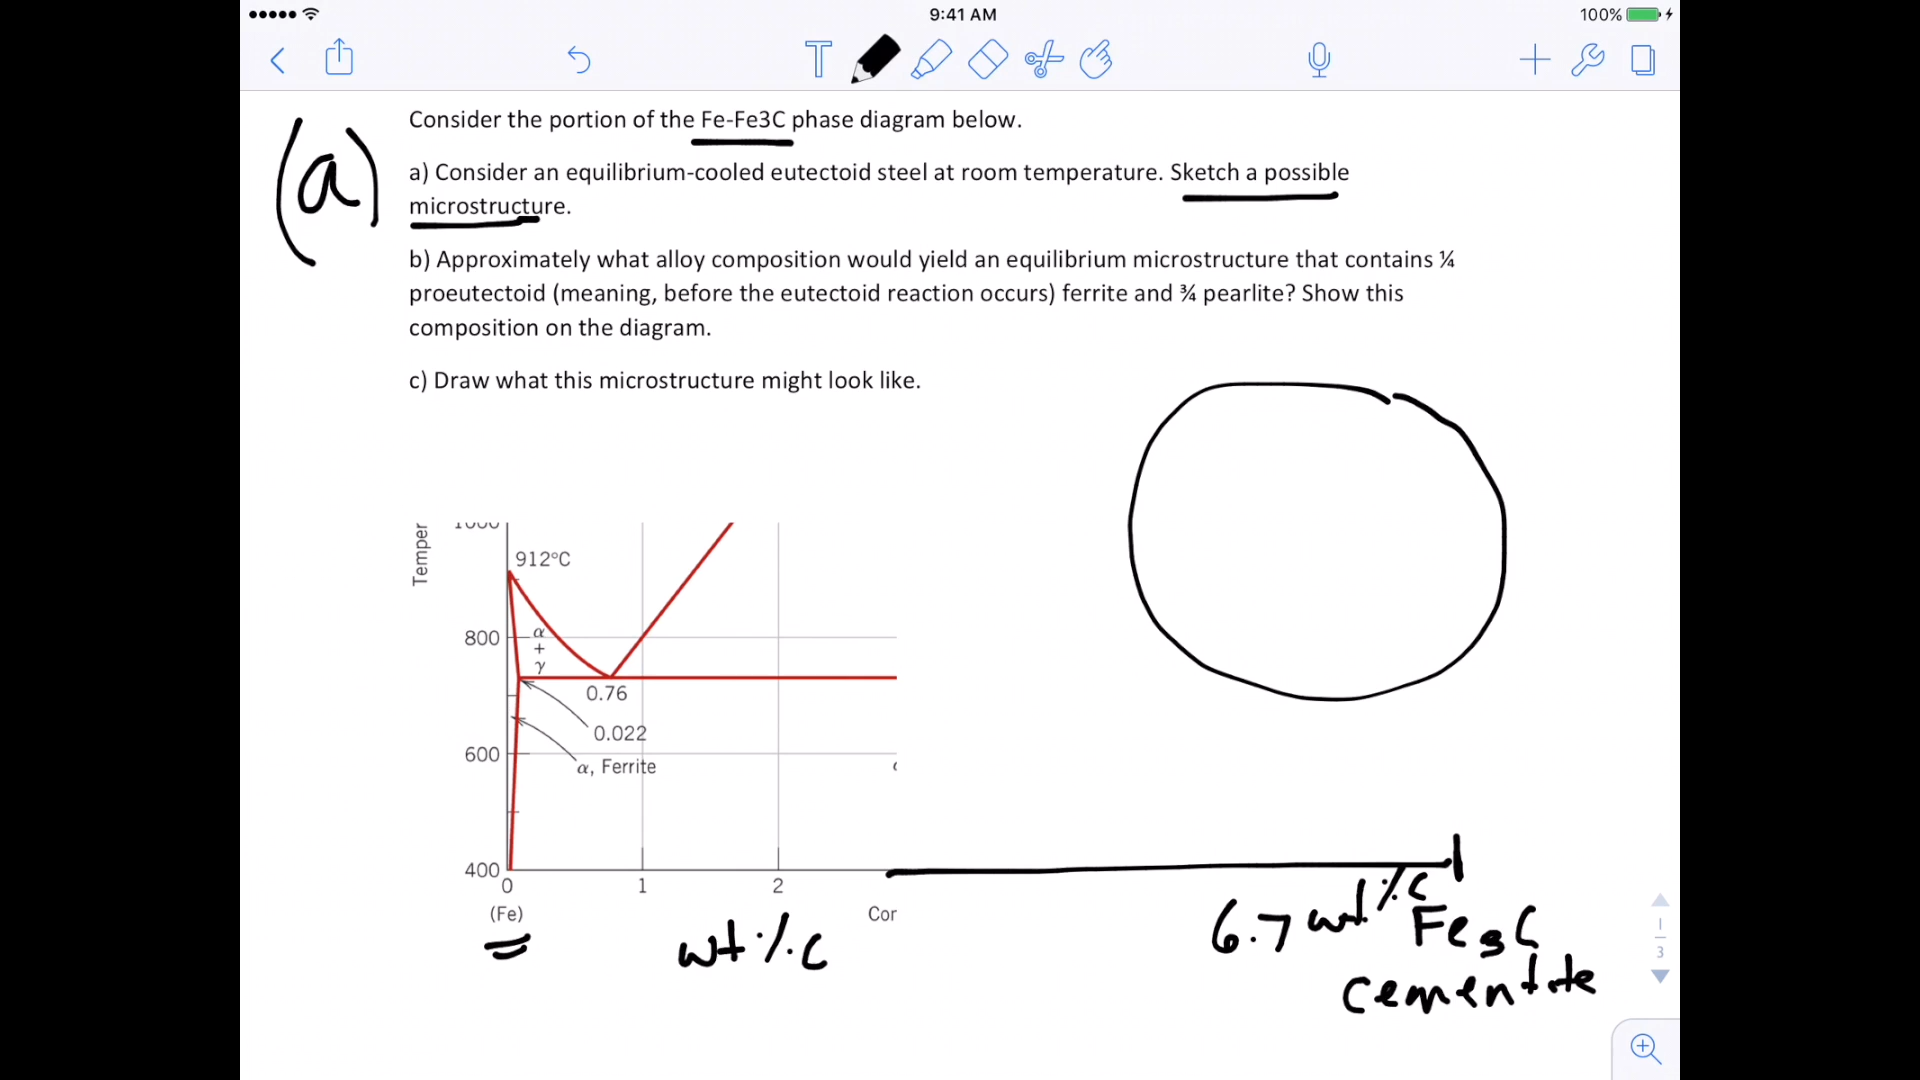 9:41 AM
100%
T
(a)
Consider the portion of the Fe-Fe3C phase diagram below.
a) Consider an equilibrium-cooled eutectoid steel at room temperature. Sketch a possible
microstructure.
b) Approximately what alloy composition would yield an equilibrium microstructure that contains ¼
proeutectoid (meaning, before the eutectoid reaction occurs) ferrite and ¾ pearlite? Show this
composition on the diagram.
c) Draw what this microstructure might look like.
Temper
1000
912°C
800
α
+
γ
0.76
0.022
600
α, Ferrite
400
0
1
2
(Fe)
Cor
wt%C
6.7 wt%C
Fe3C
cementite
1
3